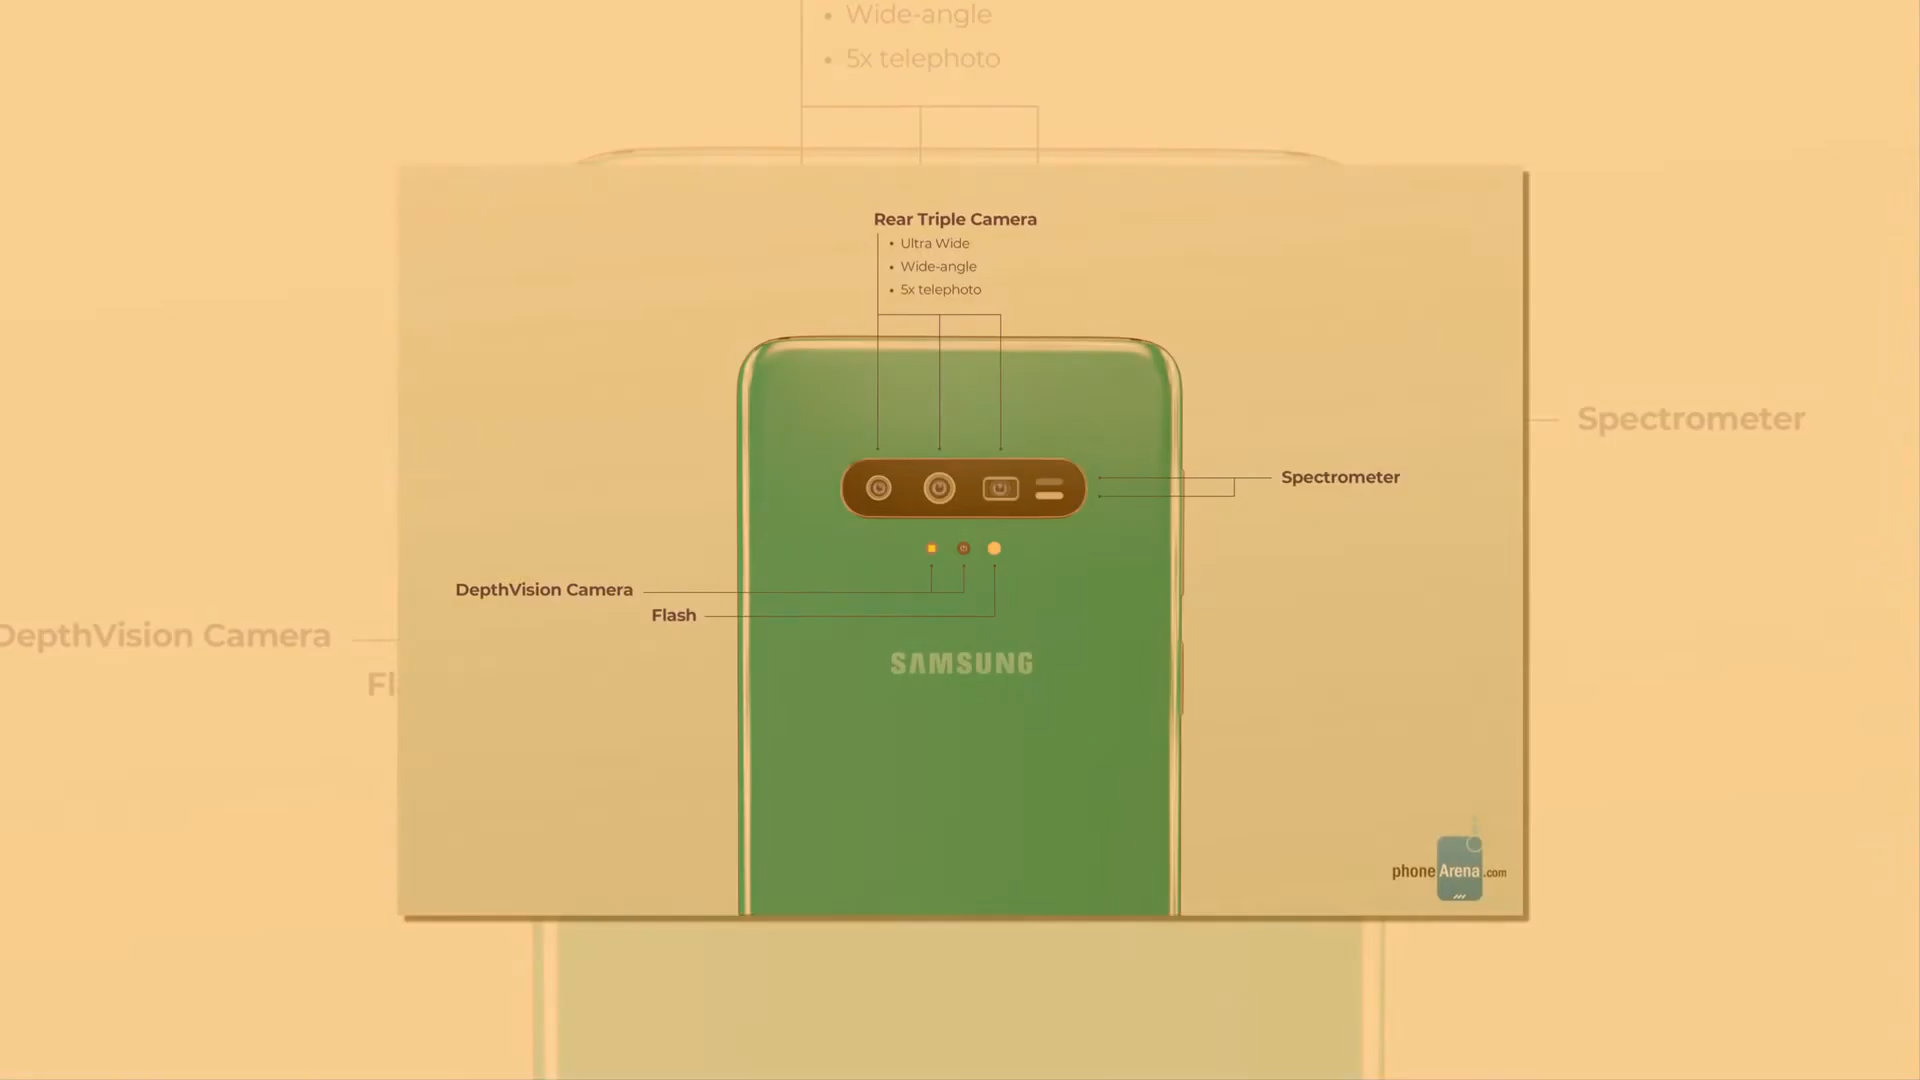 Wide-angle
5x telephoto
Rear Triple Camera
Ultra Wide
Wide-angle
5x telephoto
Spectrometer
Spectrometer
DepthVision Camera
Flash
DepthVision Camera
Fl
SAMSUNG
phoneArena.com